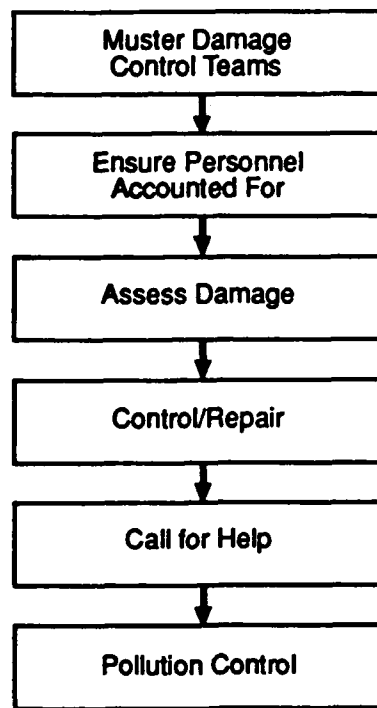 Muster Damage
Control Teams
Ensure Personnel
Accounted For
Assess Damage
Control/Repair
Call for Help
Pollution Control